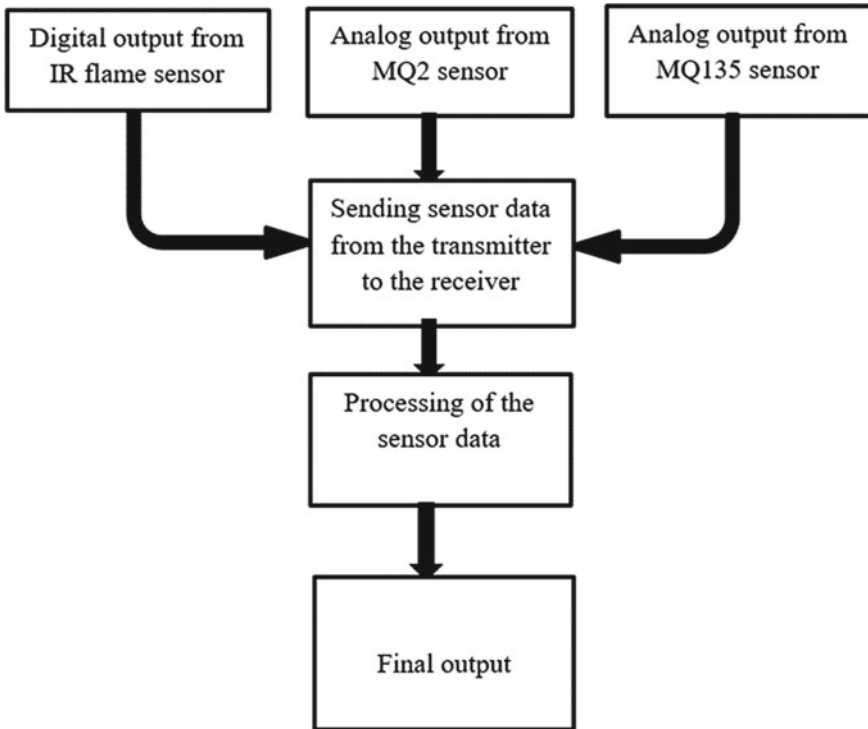 Digital output from
IR flame sensor
Analog output from
MQ2 sensor
Analog output from
MQ135 sensor
Sending sensor data
from the transmitter
to the receiver
Processing of the
sensor data
Final output